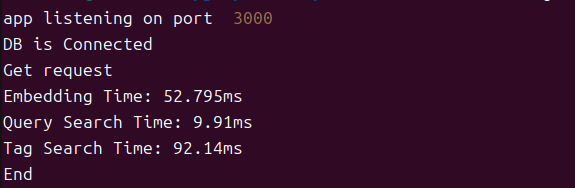 app listening on port  3000
DB is Connected
Get request
Embedding Time: 52.795ms
Query Search Time: 9.91ms
Tag Search Time: 92.14ms
End